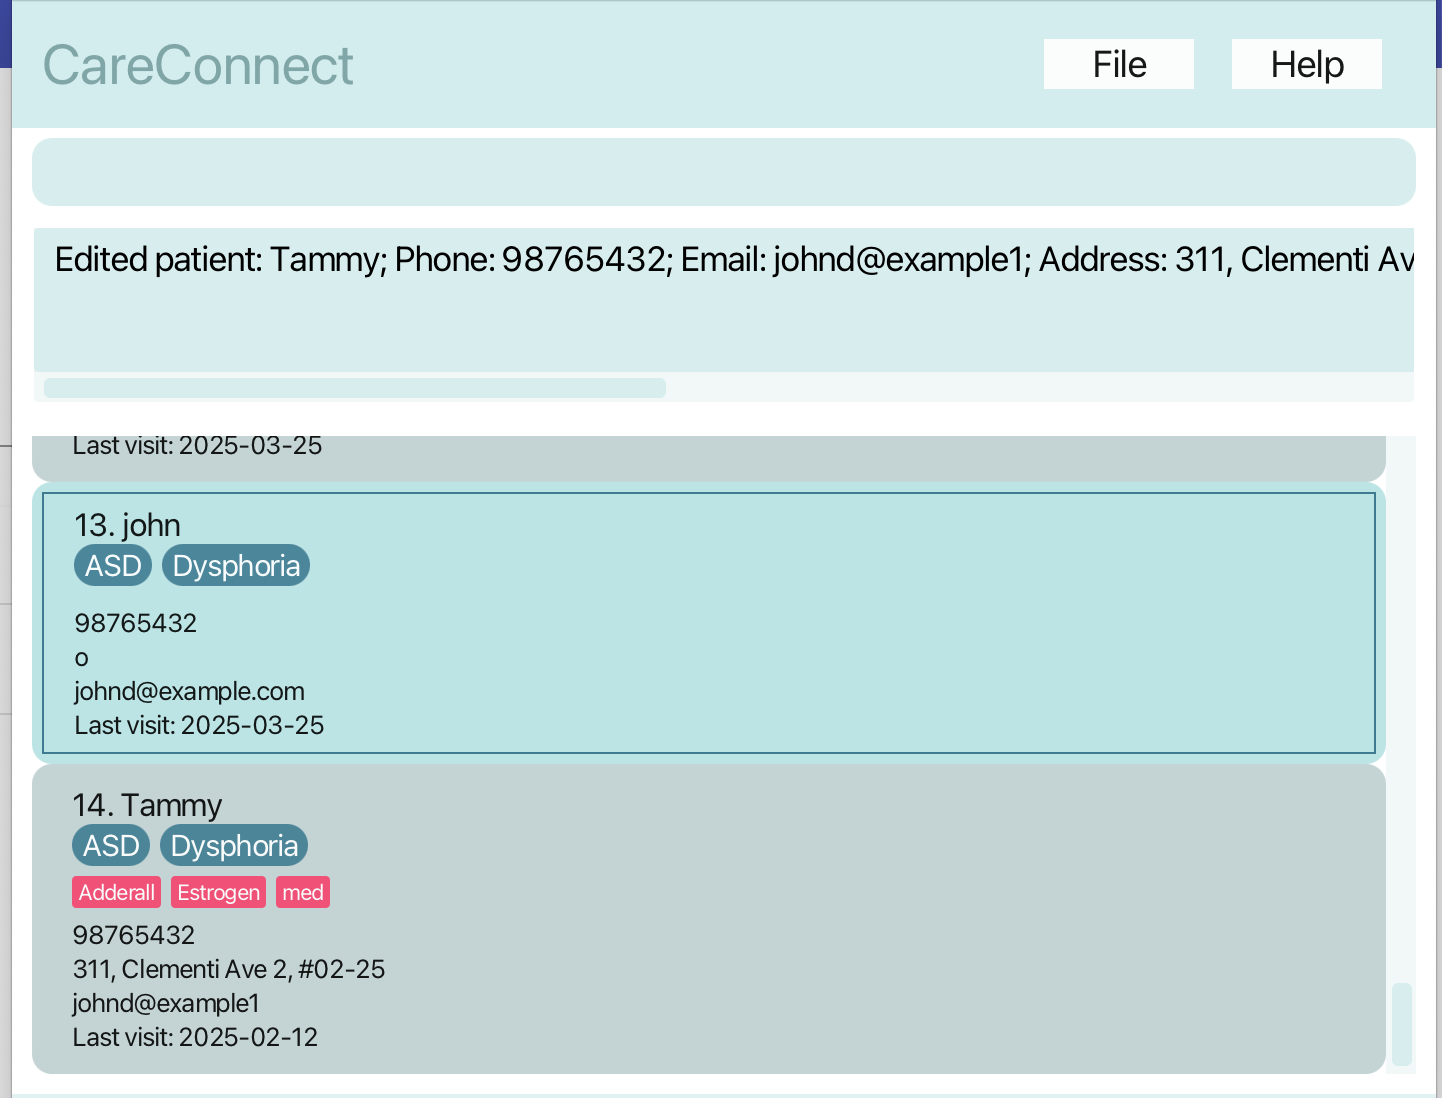 CareConnect
File Help
Edited patient: Tammy; Phone: 98765432; Email: johnd@example1; Address: 311, Clementi Av
Last visit: 2025-03-25
13. john
ASD Dysphoria
98765432
o
johnd@example.com
Last visit: 2025-03-25
14. Tammy
ASD Dysphoria
Adderall Estrogen med
98765432
311, Clementi Ave 2, #02-25
johnd@example1
Last visit: 2025-02-12